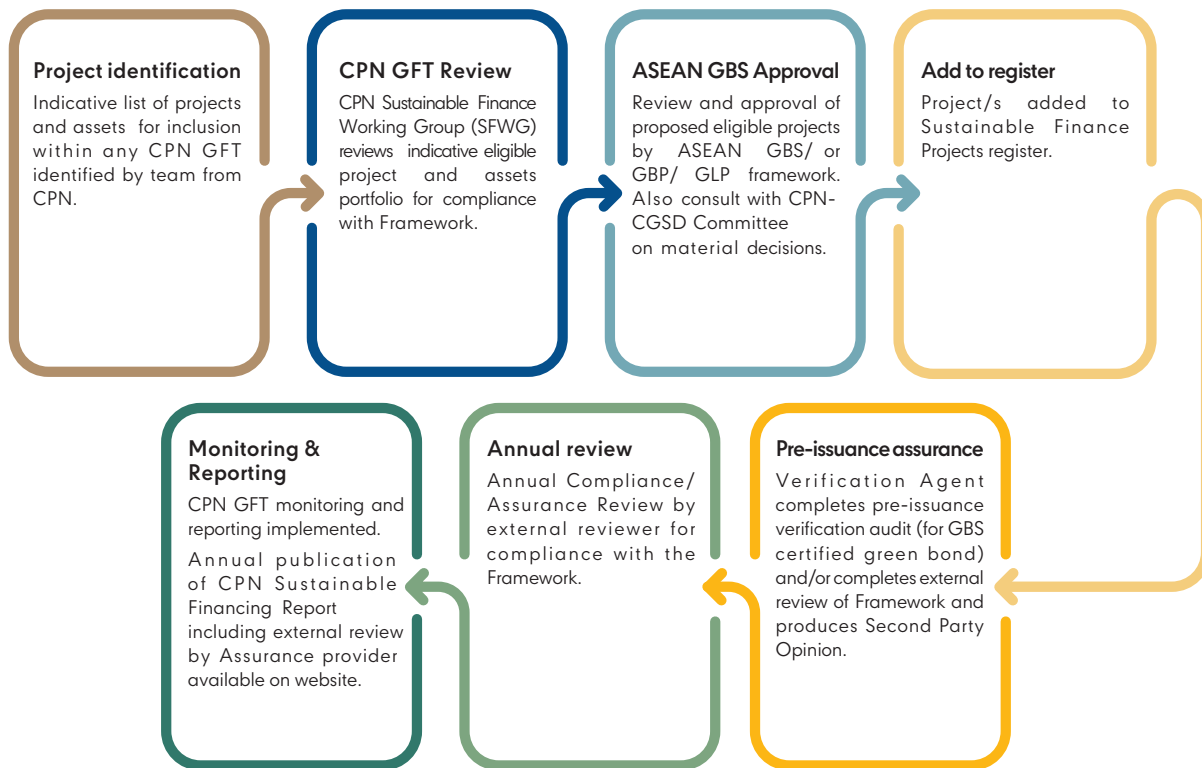 Project identification
Indicative list of projects
and assets for inclusion
within any CPN GFT
identified by team from
CPN.
CPN GFT Review
CPN Sustainable Finance
Working Group (SFWG)
reviews indicative eligible
project and assets
portfolio for compliance
with Framework.
ASEAN GBS Approval
Review and approval of
proposed eligible projects
by ASEAN GBS/ or
GBP/ GLP framework.
Also consult with CPN-
CGSD Committee
on material decisions.
Add to register
Project/s added to
Sustainable Finance
Projects register.
Pre-issuance assurance
Verification Agent
completes pre-issuance
verification audit (for GBS
certified green bond)
and/or completes external
review of Framework and
produces Second Party
Opinion.
Annual review
Annual Compliance/
Assurance Review by
external reviewer for
compliance with the
Framework.
Monitoring &
Reporting
CPN GFT monitoring and
reporting implemented.
Annual publication
of CPN Sustainable
Financing Report
including external review
by Assurance provider
available on website.